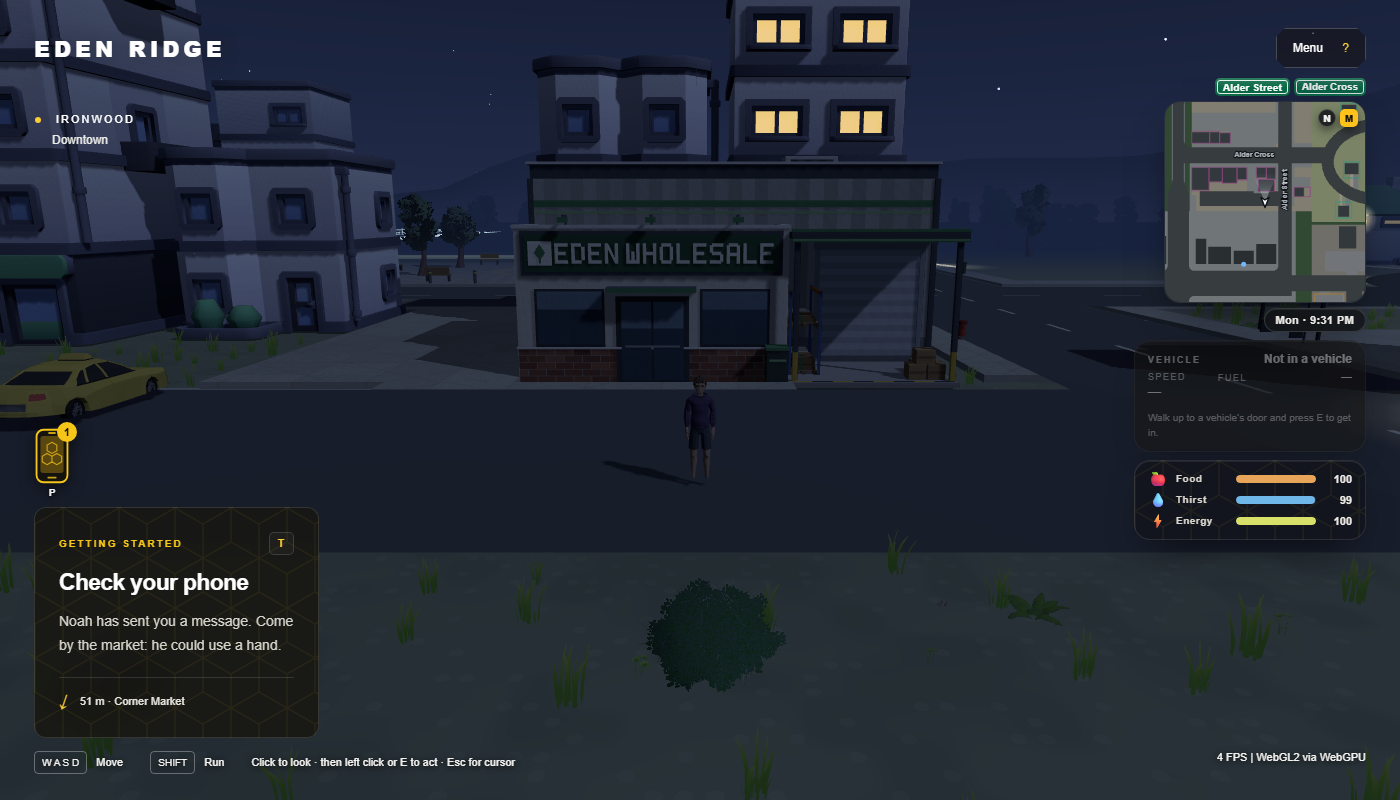 EDEN RIDGE
IRONWOOD
Downtown
EDEN WHOLESALE
Menu ?
Alder Street Alder Cross
N M
Alder Cross
Alder Street
Mon · 9:31 PM
VEHICLE Not in a vehicle
SPEED FUEL —
—
Walk up to a vehicle's door and press E to get
in.
Food 100
Thirst 99
Energy 100
1
P
GETTING STARTED T
Check your phone
Noah has sent you a message. Come
by the market: he could use a hand.
51 m · Corner Market
WASD Move SHIFT Run Click to look · then left click or E to act · Esc for cursor
4 FPS | WebGL2 via WebGPU